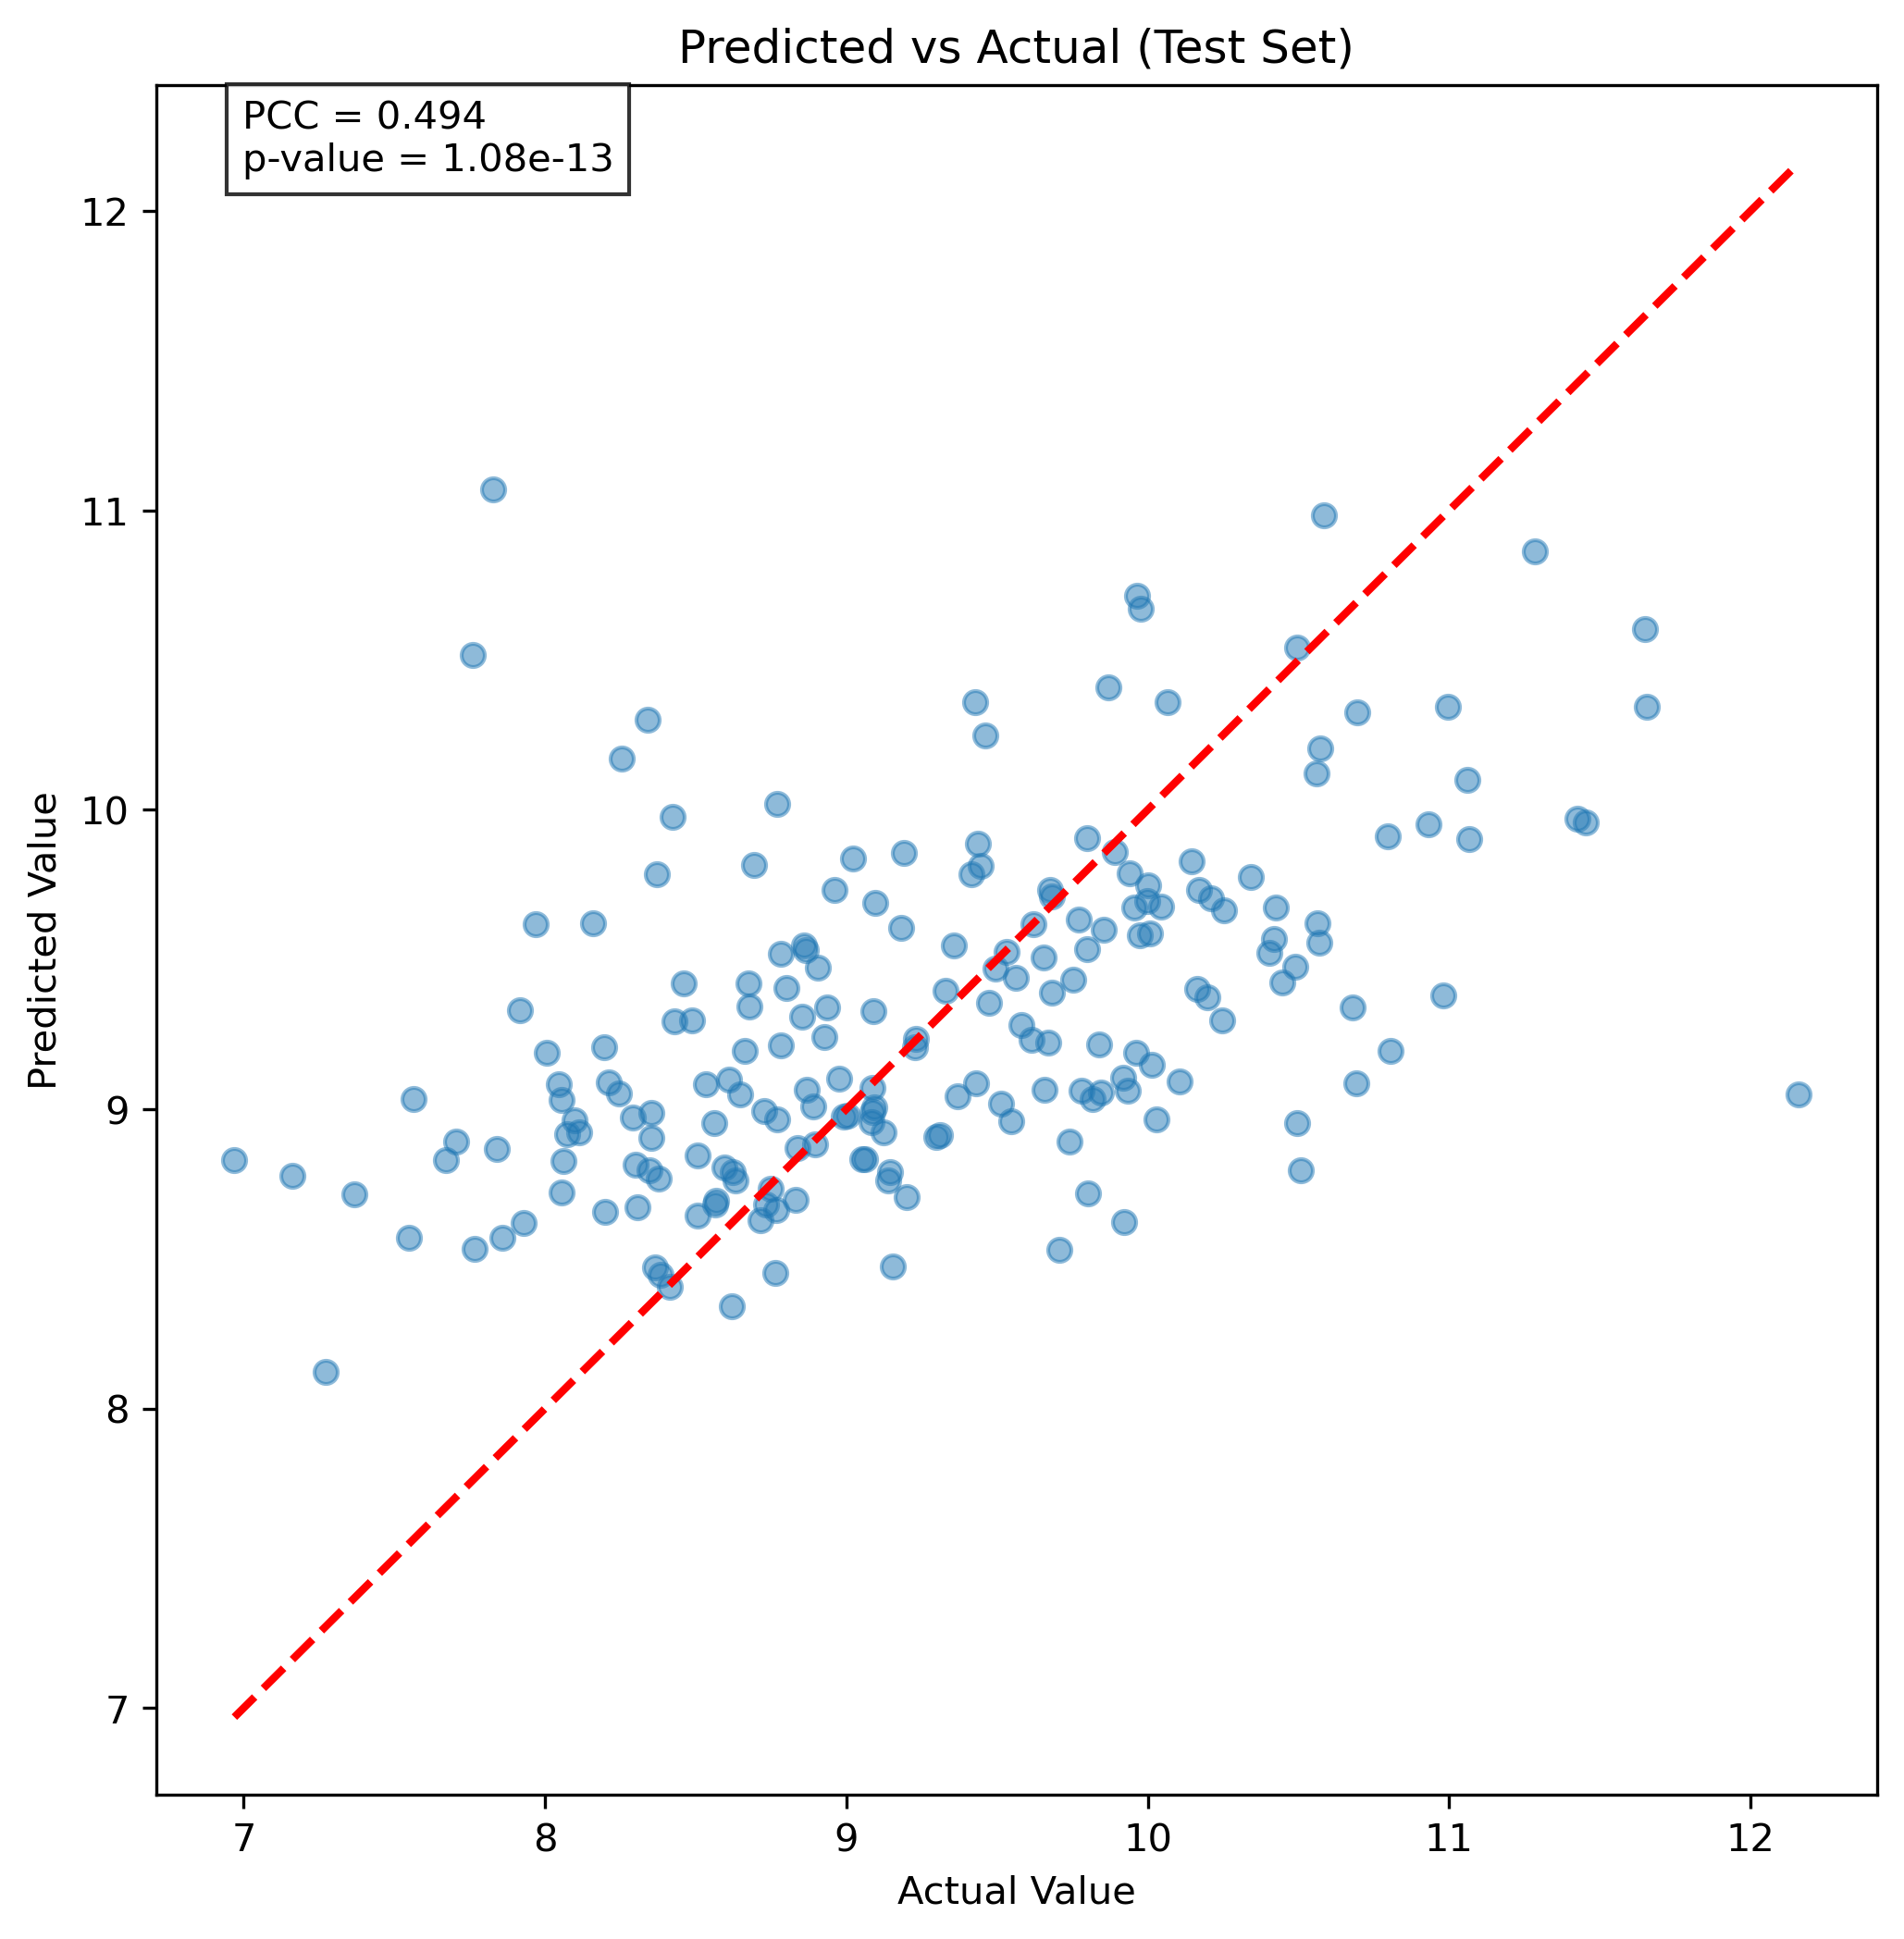 Predicted vs Actual (Test Set)
PCC = 0.494
p-value = 1.08e-13
12
11
10
9
8
7
Predicted Value
7 8 9 10 11 12
Actual Value